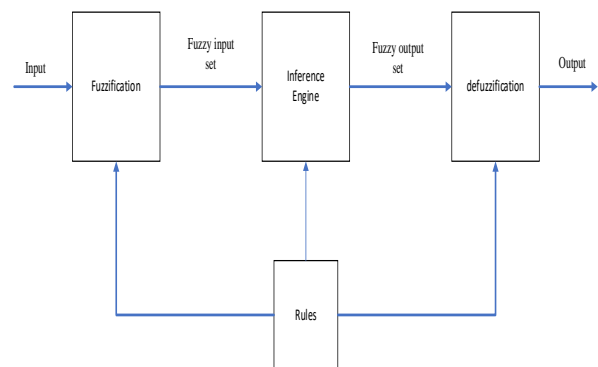 Input
Fuzzification
Fuzzy input
set
Inference
Engine
Fuzzy output
set
defuzzification
Output
Rules